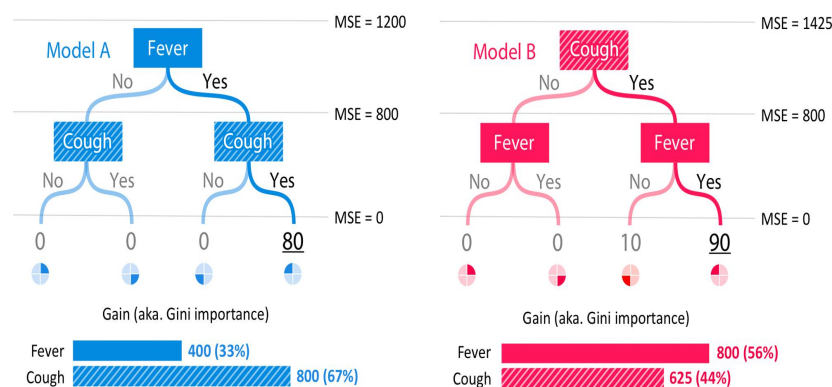 MSE = 1200
Model A
Fever
No
Yes
MSE = 800
Cough
Cough
No
Yes
No
Yes
MSE = 0
0
0
0
80
Gain (aka. Gini importance)
Fever
400 (33%)
Cough
800 (67%)
MSE = 1425
Model B
Cough
No
Yes
MSE = 800
Fever
Fever
No
Yes
No
Yes
MSE = 0
0
0
10
90
Gain (aka. Gini importance)
Fever
800 (56%)
Cough
625 (44%)